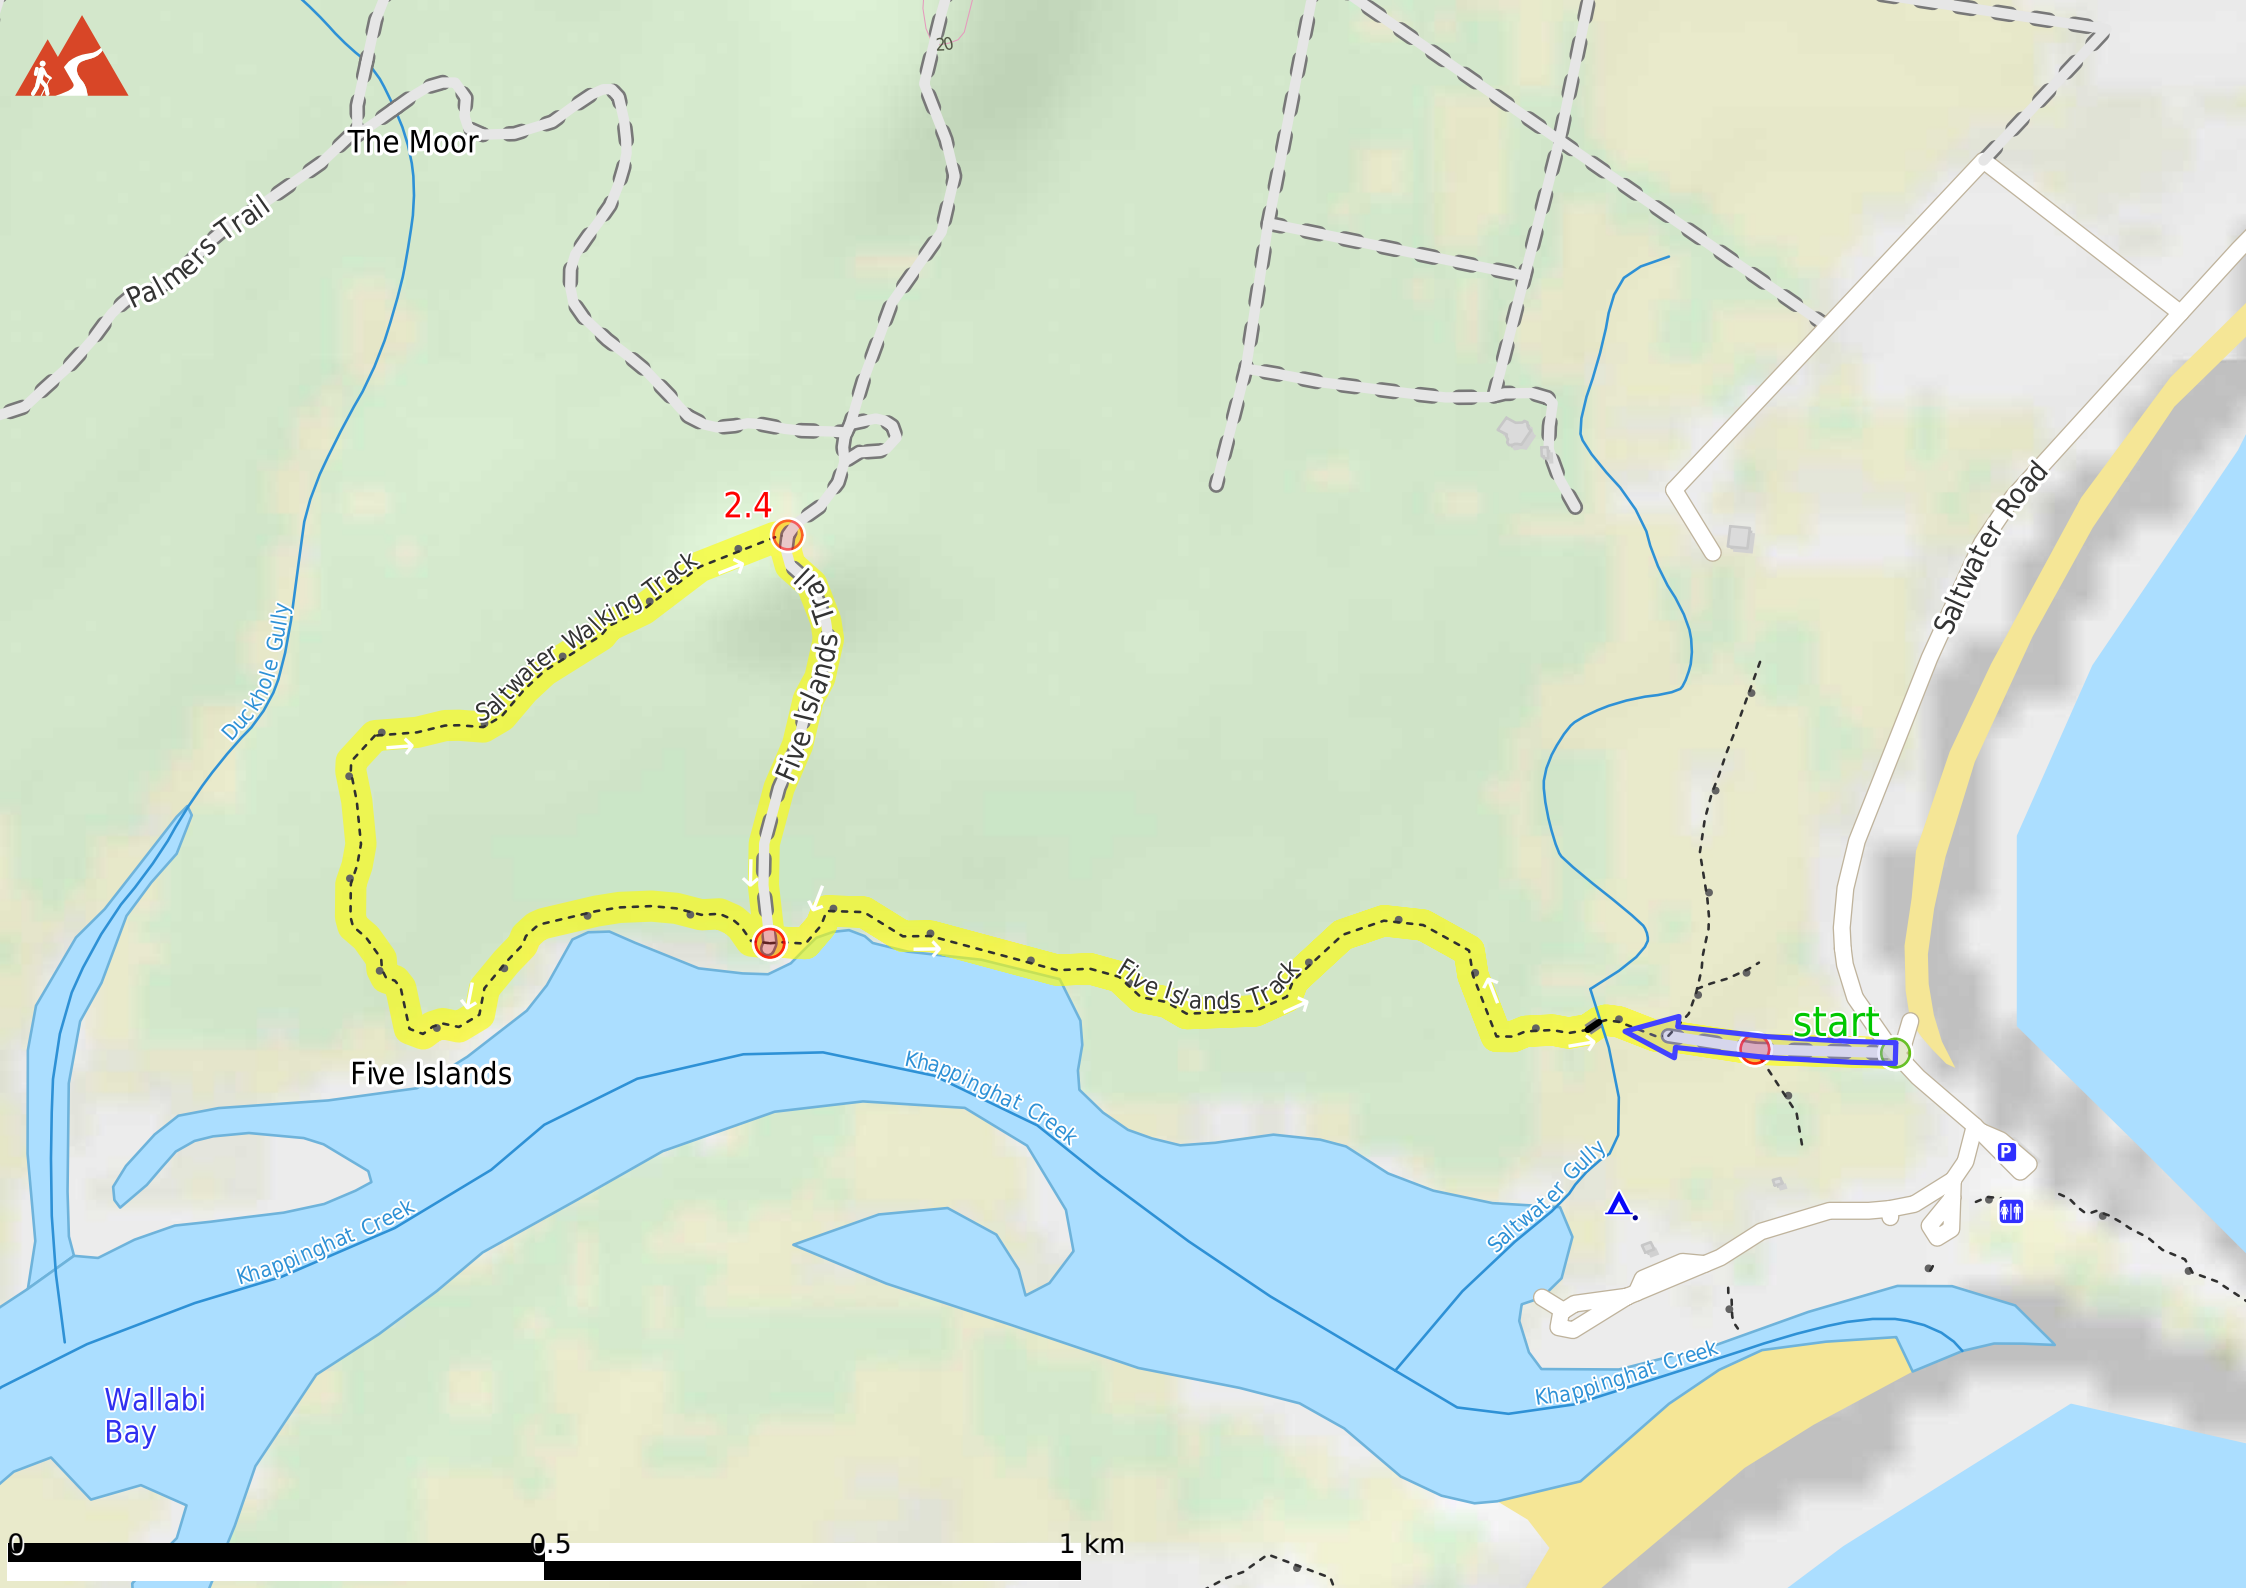 20
The Moor
Palmers Trail
2.4
Saltwater Walking Track
Five Islands Trail
Duckhole Gully
Saltwater Road
Five Islands Track
start
Five Islands
Khappinghat Creek
P
Saltwater Gully
Khappinghat Creek
Khappinghat Creek
Wallabi
Bay
0 0.5 1 km